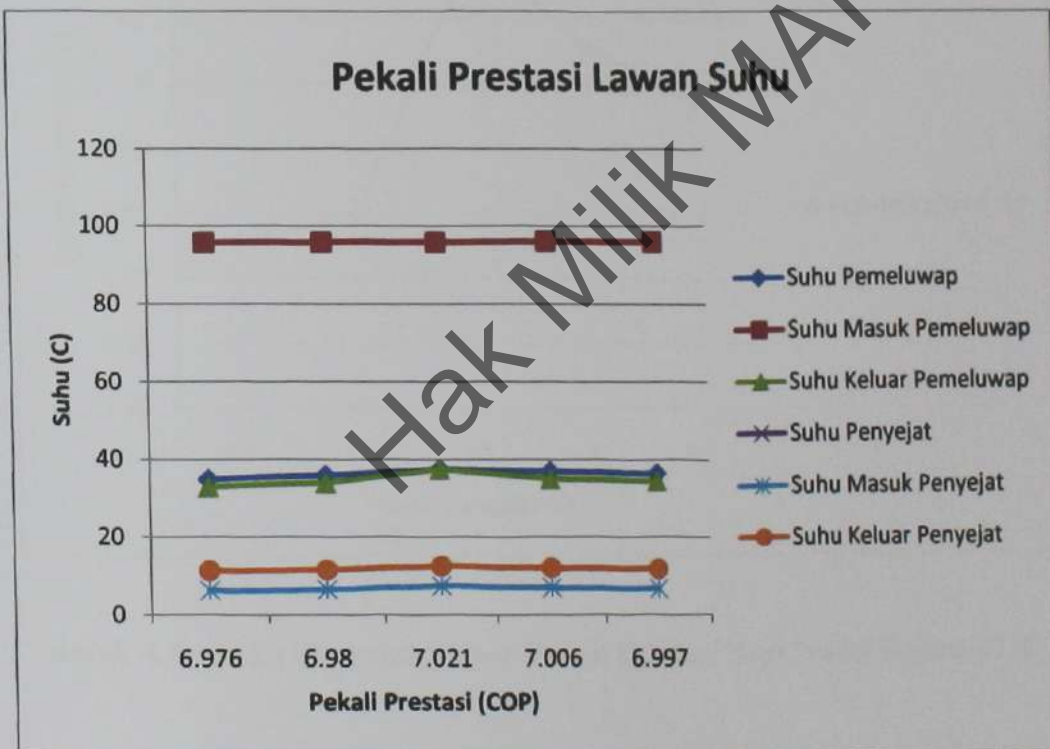 Pekali Prestasi Lawan Suhu
120
100
80
60
40
20
0
Suhu (C)
6.976 6.98 7.021 7.006 6.997
Pekali Prestasi (COP)
Suhu Pemeluwap
Suhu Masuk Pemeluwap
Suhu Keluar Pemeluwap
Suhu Penyejat
Suhu Masuk Penyejat
Suhu Keluar Penyejat
Hak Milik